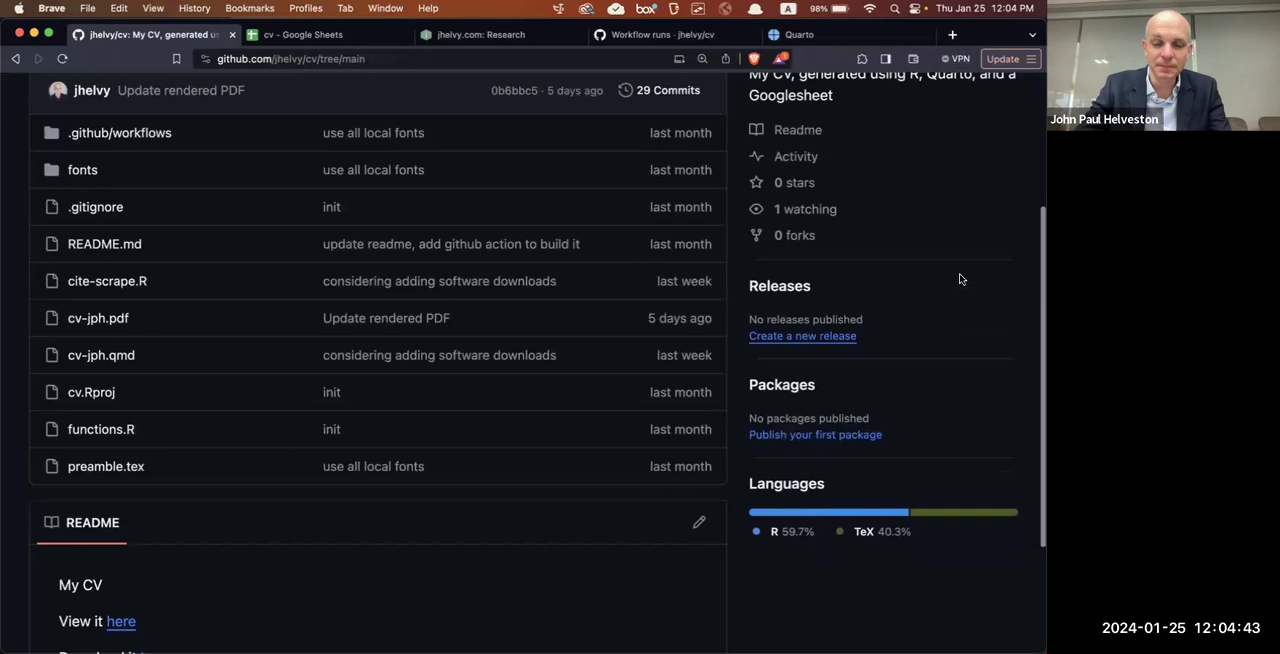 Brave File Edit View History Bookmarks Profiles Tab Window Help box A 98% Thu Jan 25 12:04 PM
jhelvy/cv: My CV, generated us cv - Google Sheets jhelvy.com: Research Workflow runs · jhelvy/cv Quarto
github.com/jhelvy/cv/tree/main VPN Update
jhelvy Update rendered PDF 0b6bbc5 · 5 days ago 29 Commits
.github/workflows use all local fonts last month
fonts use all local fonts last month
.gitignore init last month
README.md update readme, add github action to build it last month
cite-scrape.R considering adding software downloads last week
cv-jph.pdf Update rendered PDF 5 days ago
cv-jph.qmd considering adding software downloads last week
cv.Rproj init last month
functions.R init last month
preamble.tex use all local fonts last month
README
My CV
View it here
My CV, generated using R, Quarto, and a
Googlesheet
Readme
Activity
0 stars
1 watching
0 forks
Releases
No releases published
Create a new release
Packages
No packages published
Publish your first package
Languages
R 59.7% TeX 40.3%
John Paul Helveston
2024-01-25 12:04:43